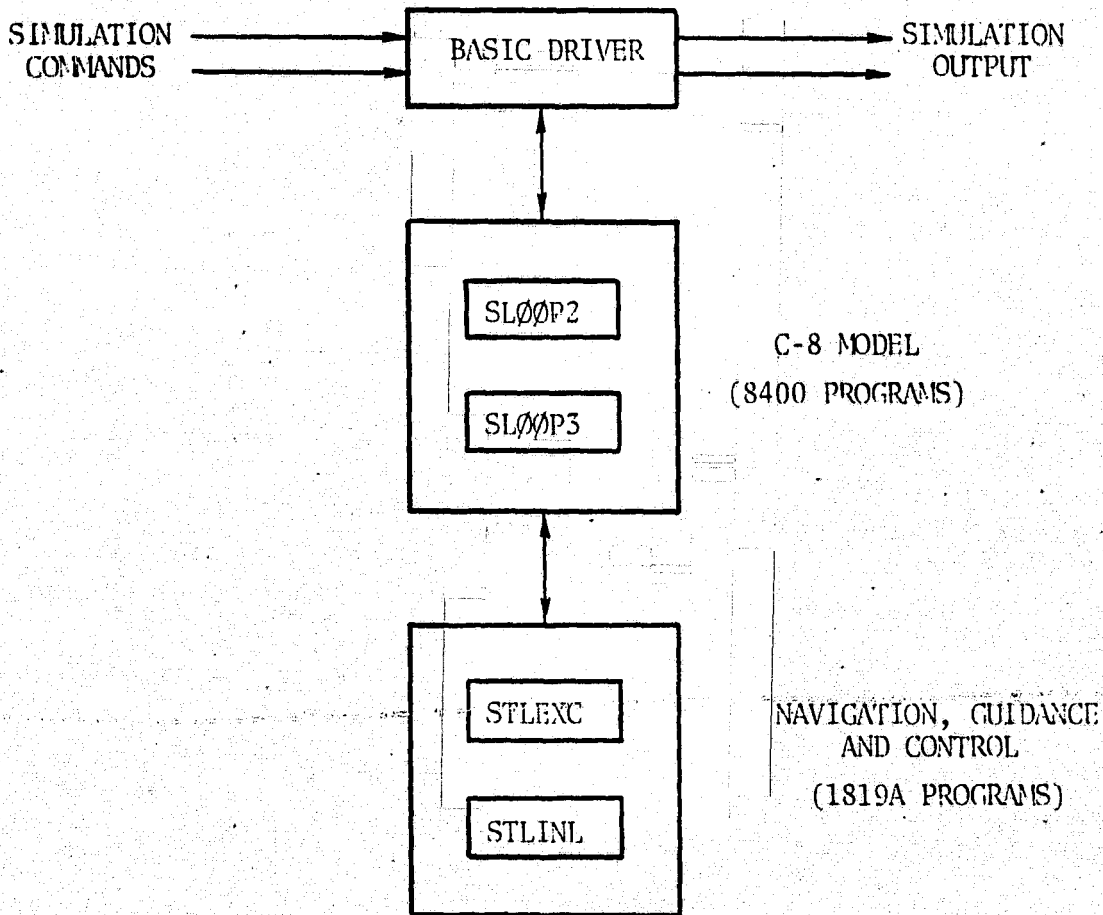 SIMULATION
COMMANDS
BASIC DRIVER
SIMULATION
OUTPUT
SLØØP2
SLØØP3
C-8 MODEL
(8400 PROGRAMS)
STLEXC
STLINL
NAVIGATION, GUIDANCE
AND CONTROL
(1819A PROGRAMS)